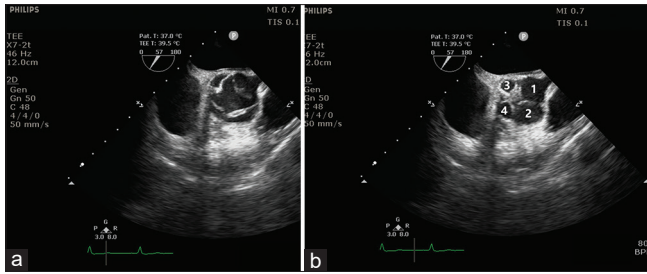 PHILIPS
MI 0.7
TIS 0.1
TEE
X7-2t
46 Hz
12.0cm
2D
Gen
Gn 50
C 48
4/4/0
50 mm/s
Pat. T: 37.0 °C
TEE T: 39.5 °C
0 57 180
P
G
P R
3.0 6.0
a
PHILIPS
MI 0.7
TIS 0.1
TEE
X7-2t
46 Hz
12.0cm
Gen
Gn 50
C 48
4/4/0
50 mm/s
Pat. T: 37.0 °C
TEE T: 39.5 °C
0 57 180
P
3
1
4
2
G
P R
3.0 6.0
80
BP
b